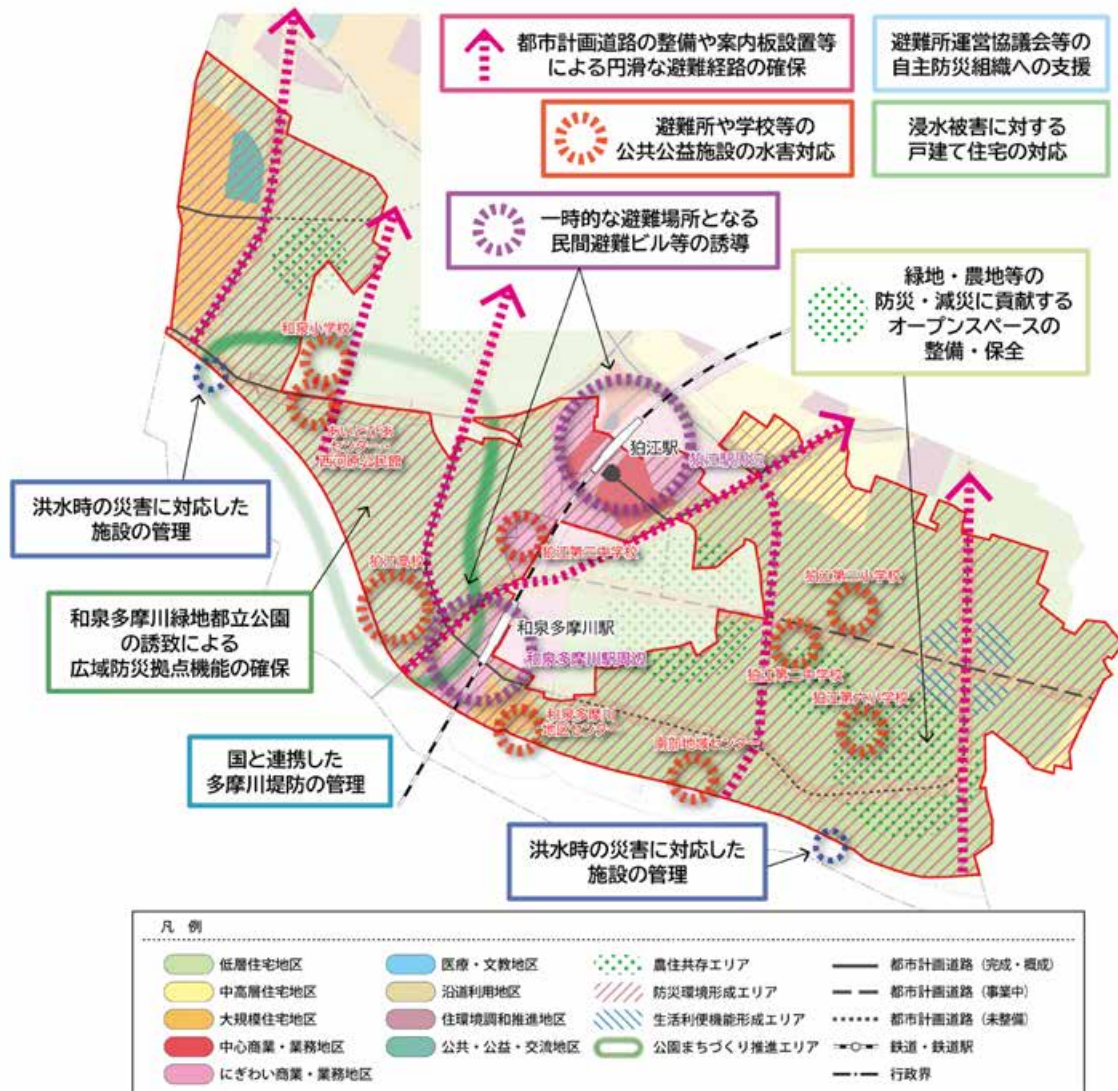 都市計画道路の整備や案内板設置等
による円滑な避難経路の確保
避難所運営協議会等の
自主防災組織への支援
避難所や学校等の
公共公益施設の水害対応
浸水被害に対する
戸建て住宅の対応
一時的な避難場所となる
民間避難ビル等の誘導
緑地・農地等の
防災・減災に貢献する
オープンスペースの
整備・保全
和泉小学校
センター・
西河原公民館
狛江駅
狛江駅周辺
洪水時の災害に対応した
施設の管理
狛江高校
狛江第三中学校
狛江第二中学校
狛江第六小学校
和泉多摩川緑地都立公園
の誘致による
広域防災拠点機能の確保
和泉多摩川駅
和泉多摩川駅周辺
和泉多摩川
地区センター
南部地域センター
国と連携した
多摩川堤防の管理
洪水時の災害に対応した
施設の管理
凡 例
低層住宅地区
中高層住宅地区
大規模住宅地区
中心商業・業務地区
にぎわい商業・業務地区
医療・文教地区
沿道利用地区
住環境調和推進地区
公共・公益・交流地区
農住共存エリア
防災環境形成エリア
生活利便機能形成エリア
公園まちづくり推進エリア
都市計画道路（完成・概成）
都市計画道路（事業中）
都市計画道路（未整備）
鉄道・鉄道駅
行政界